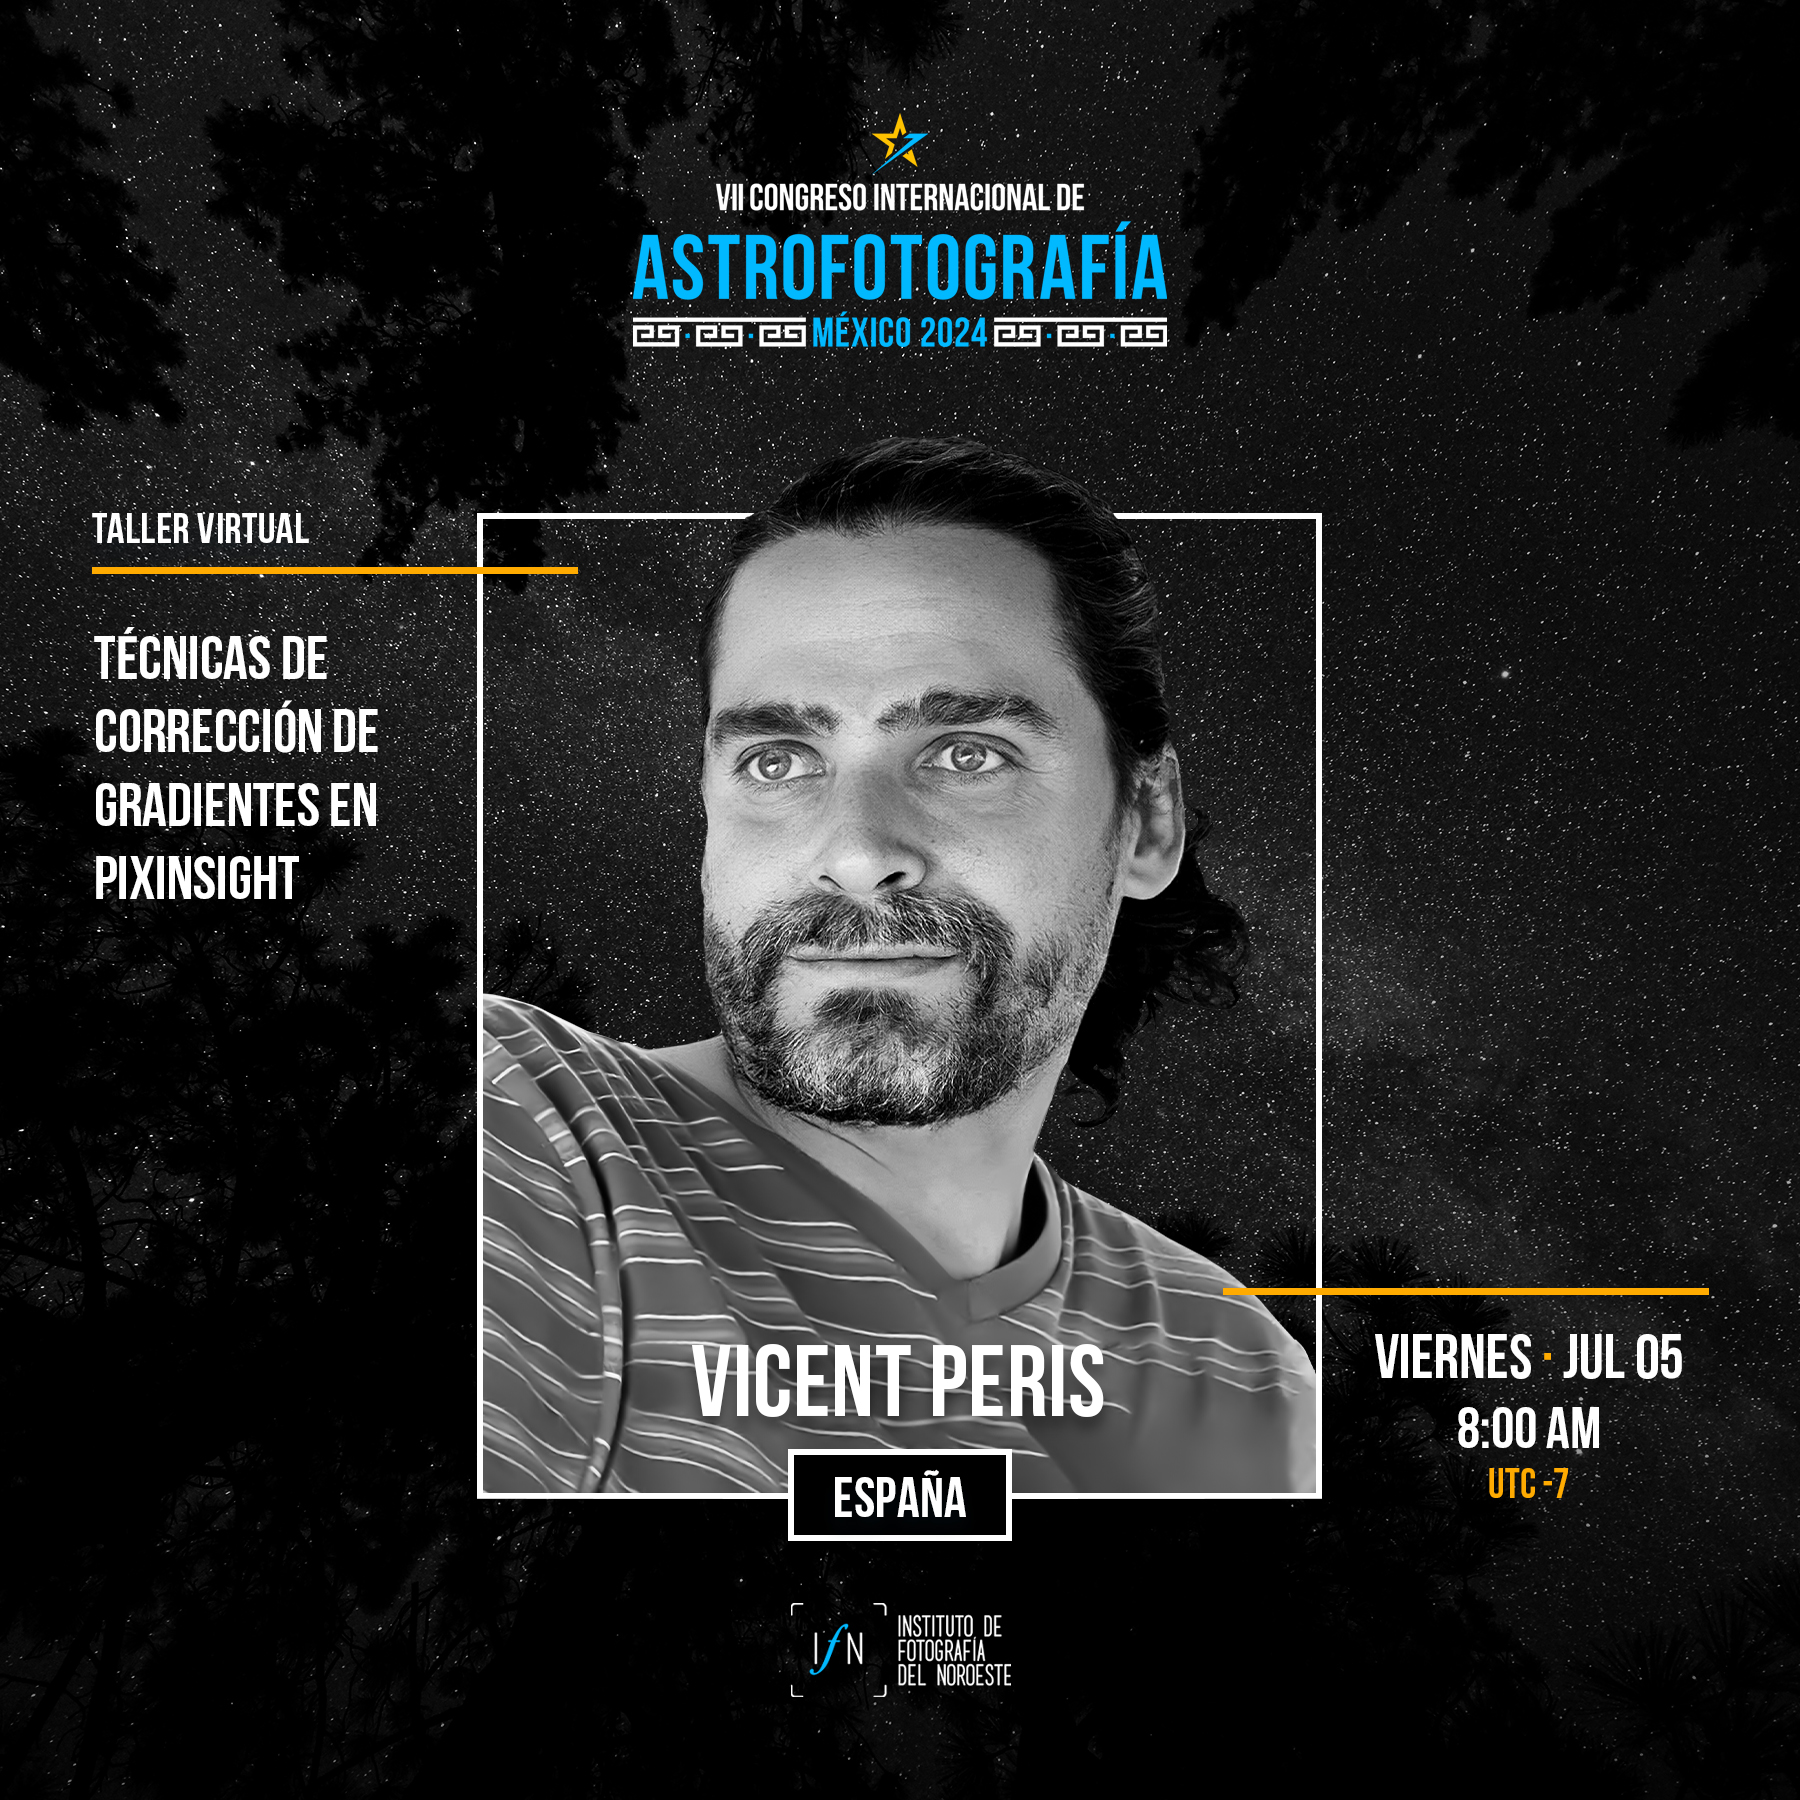 VII CONGRESO INTERNACIONAL DE
ASTROFOTOGRAFÍA
MÉXICO 2024
TALLER VIRTUAL
TÉCNICAS DE
CORRECCIÓN DE
GRADIENTES EN
PIXINSIGHT
VICENT PERIS
ESPAÑA
VIERNES · JUL 05
8:00 AM
UTC -7
IfN
INSTITUTO DE
FOTOGRAFÍA
DEL NOROESTE